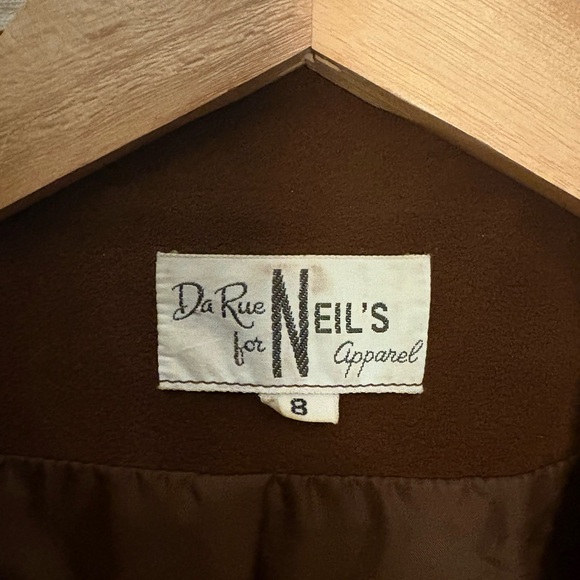 Da Rue NEIL'S
for Apparel
8